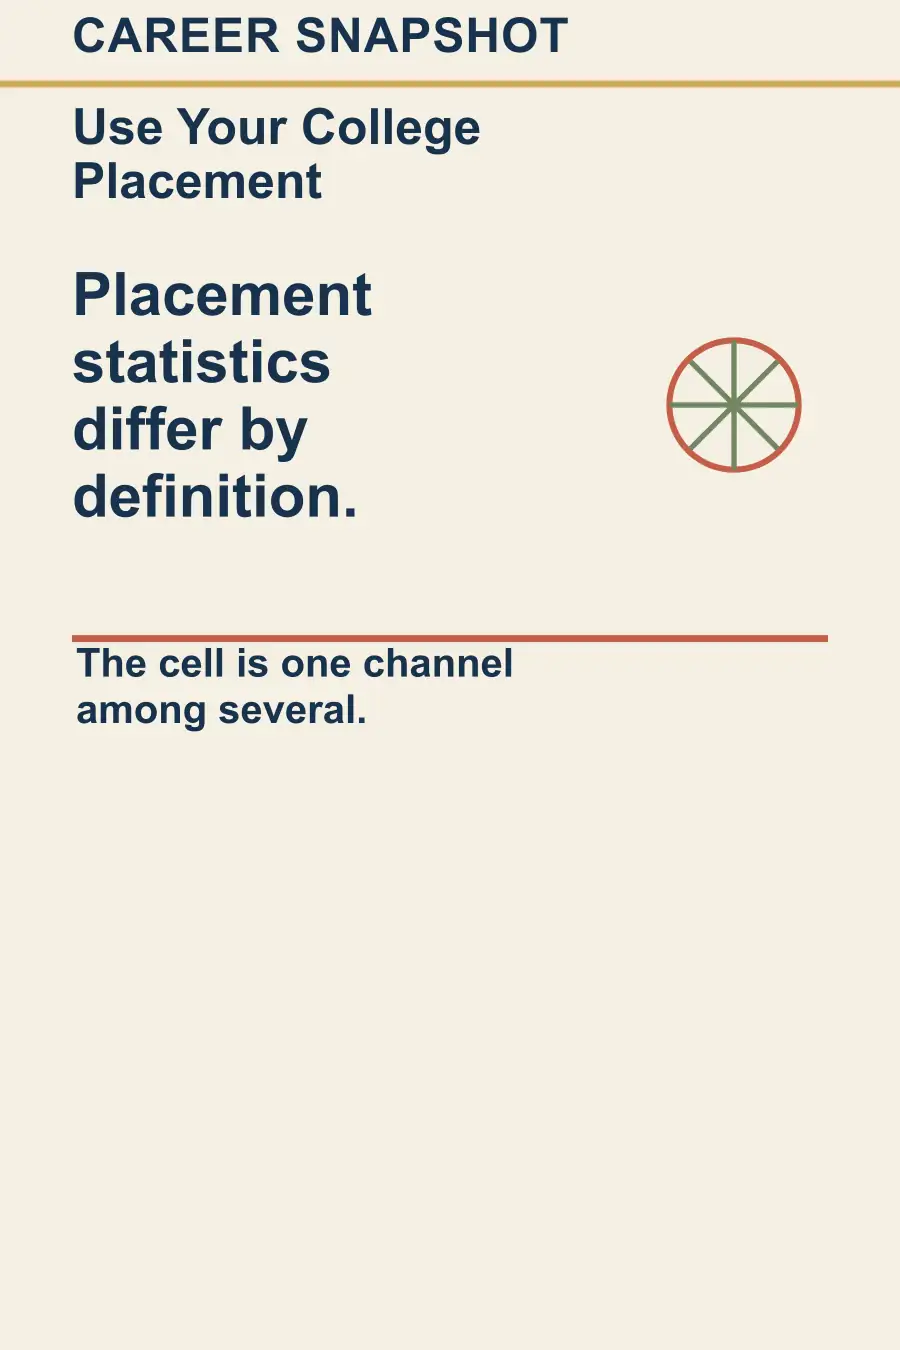 CAREER SNAPSHOT
Use Your College
Placement
Placement
statistics
differ by
definition.
The cell is one channel
among several.